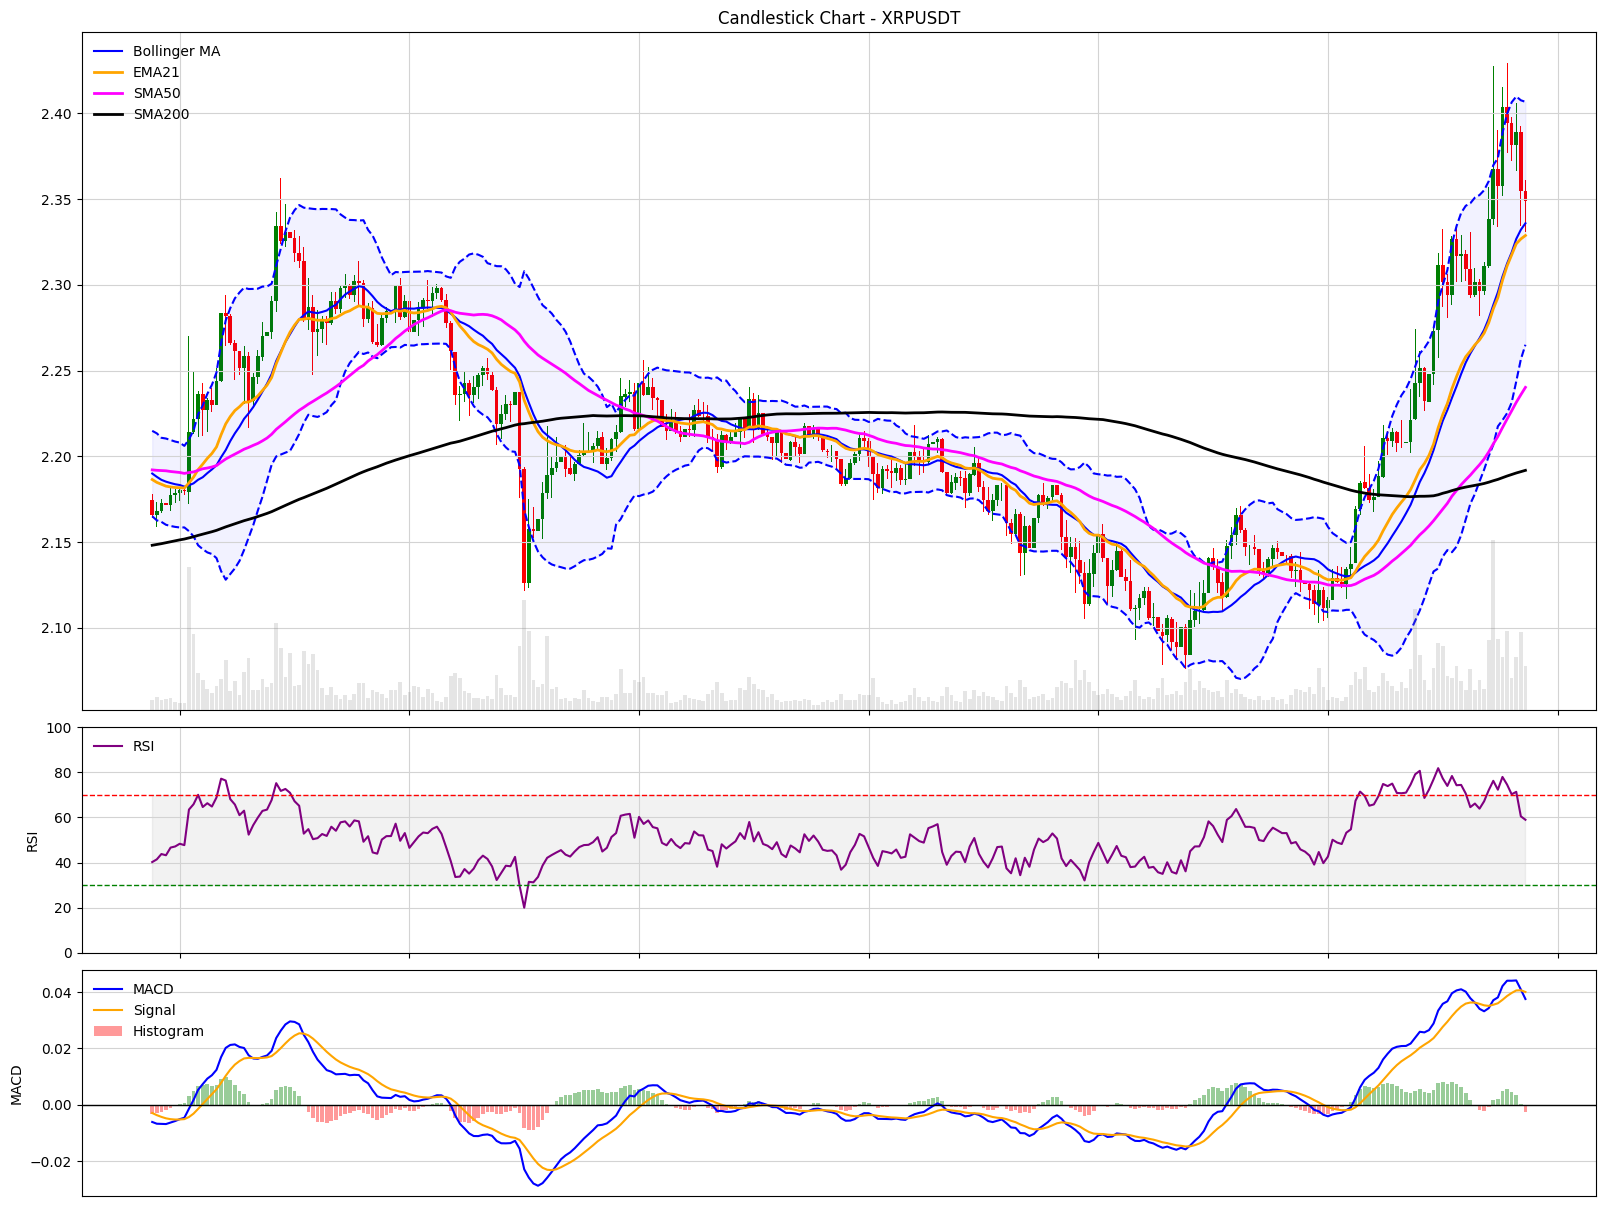 Candlestick Chart - XRPUSDT
Bollinger MA
EMA21
SMA50
SMA200
2.40
2.35
2.30
2.25
2.20
2.15
2.10
RSI
100
80
60
40
20
0
RSI
MACD
Signal
Histogram
0.04
0.02
0.00
−0.02
MACD